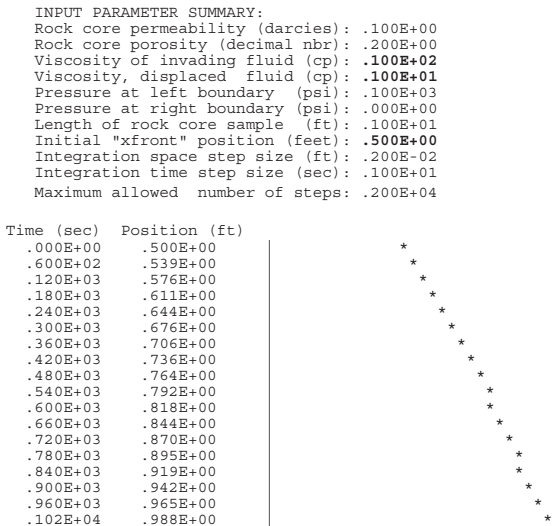 INPUT PARAMETER SUMMARY:
Rock core permeability (darcies): .100E+00
Rock core porosity (decimal nbr): .200E+00
Viscosity of invading fluid (cp): .100E+02
Viscosity, displaced  fluid (cp): .100E+01
Pressure at left boundary  (psi): .100E+03
Pressure at right boundary (psi): .000E+00
Length of rock core sample  (ft): .100E+01
Initial "xfront" position (feet): .500E+00
Integration space step size (ft): .200E-02
Integration time step size (sec): .100E+01
Maximum allowed  number of steps: .200E+04
Time (sec)  Position (ft)
.000E+00     .500E+00     |     *
.600E+02     .539E+00     |     *
.120E+03     .576E+00     |     *
.180E+03     .611E+00     |     *
.240E+03     .644E+00     |     *
.300E+03     .676E+00     |     *
.360E+03     .706E+00     |     *
.420E+03     .736E+00     |     *
.480E+03     .764E+00     |     *
.540E+03     .792E+00     |     *
.600E+03     .818E+00     |     *
.660E+03     .844E+00     |     *
.720E+03     .870E+00     |     *
.780E+03     .895E+00     |     *
.840E+03     .919E+00     |     *
.900E+03     .942E+00     |     *
.960E+03     .965E+00     |     *
.102E+04     .988E+00     |     *